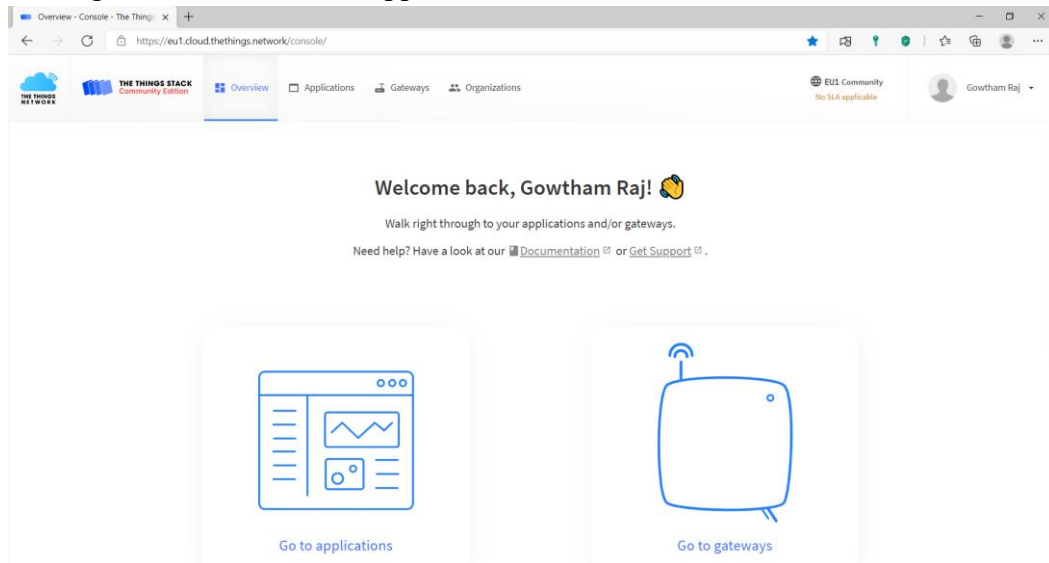 Overview - Console - The Thing
https://eu1.cloud.thethings.network/console/
THE THINGS NETWORK
THE THINGS STACK
Community Edition
Overview
Applications
Gateways
Organizations
EU1 Community
No SLA applicable
Gowtham Raj
Welcome back, Gowtham Raj!
Walk right through to your applications and/or gateways.
Need help? Have a look at our Documentation or Get Support .
Go to applications
Go to gateways